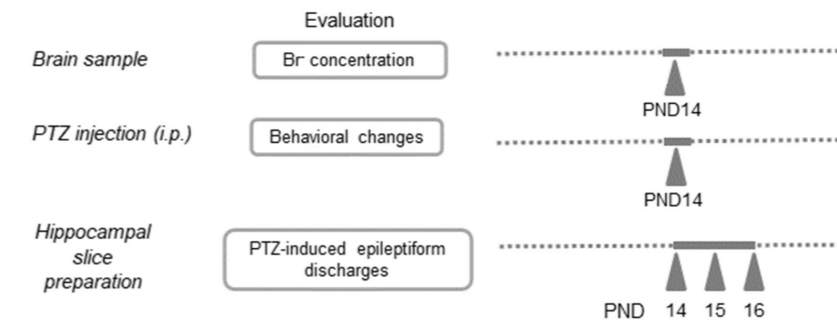 Evaluation
Brain sample
Br⁻ concentration
PND14
PTZ injection (i.p.)
Behavioral changes
PND14
Hippocampal
slice
preparation
PTZ-induced epileptiform
discharges
PND 14 15 16